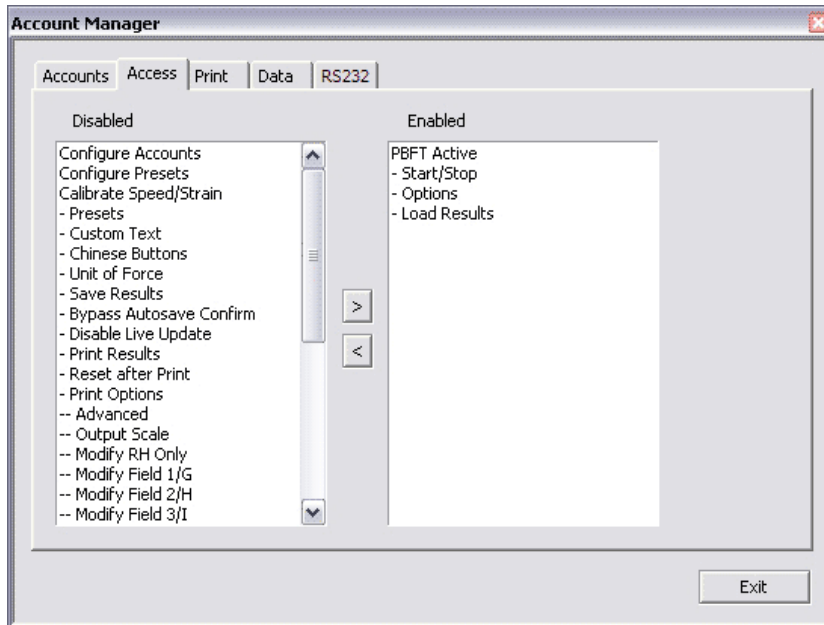 Account Manager
Accounts Access Print Data RS232
Disabled Enabled
Configure Accounts
Configure Presets
Calibrate Speed/Strain
- Presets
- Custom Text
- Chinese Buttons
- Unit of Force
- Save Results
- Bypass Autosave Confirm
- Disable Live Update
- Print Results
- Reset after Print
- Print Options
-- Advanced
-- Output Scale
-- Modify RH Only
-- Modify Field 1/G
-- Modify Field 2/H
-- Modify Field 3/I
>
<
PBFT Active
- Start/Stop
- Options
- Load Results
Exit